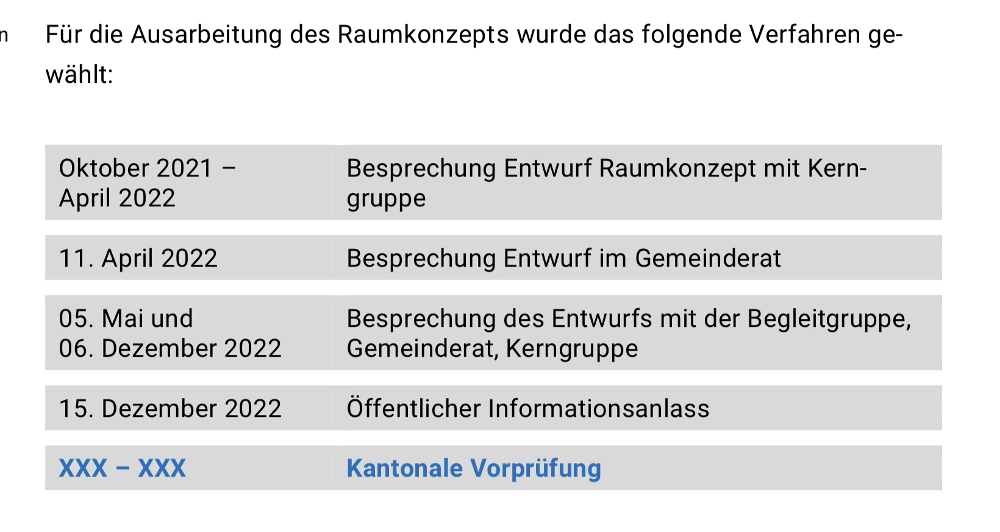 n Für die Ausarbeitung des Raumkonzepts wurde das folgende Verfahren ge-
wählt:
Oktober 2021 –
April 2022
Besprechung Entwurf Raumkonzept mit Kern-
gruppe
11. April 2022
Besprechung Entwurf im Gemeinderat
05. Mai und
06. Dezember 2022
Besprechung des Entwurfs mit der Begleitgruppe,
Gemeinderat, Kerngruppe
15. Dezember 2022
Öffentlicher Informationsanlass
XXX – XXX
Kantonale Vorprüfung